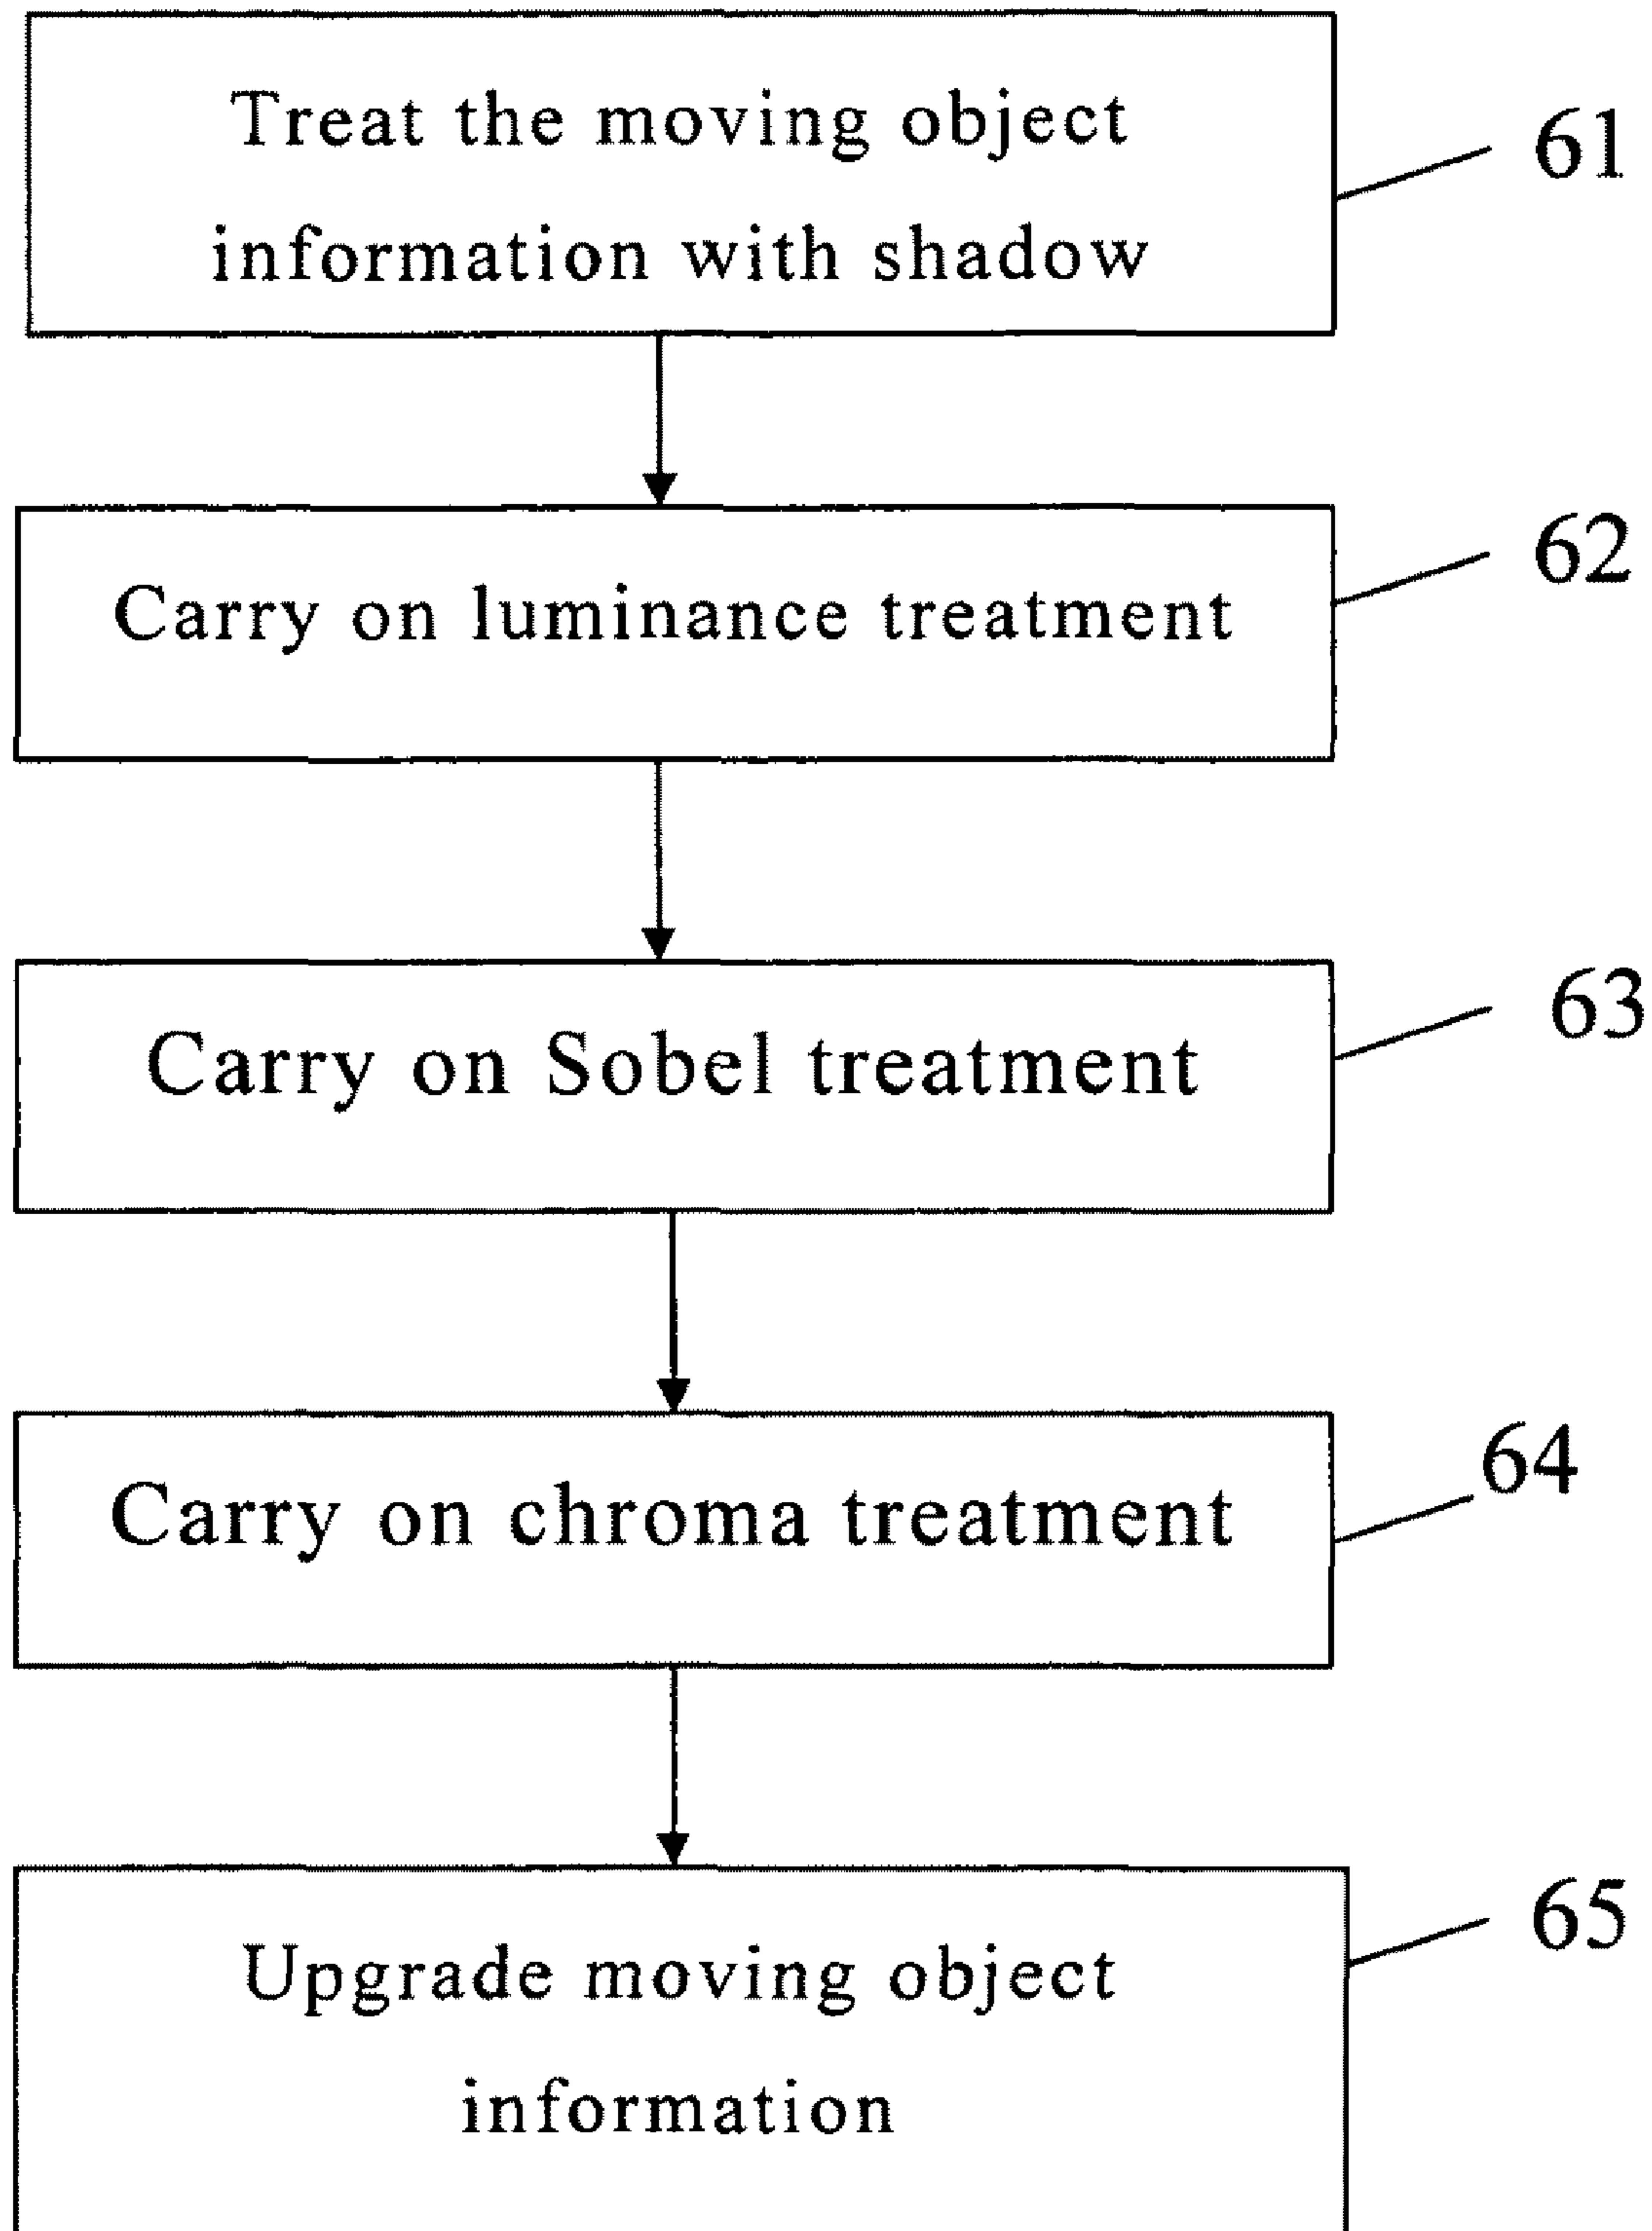 Treat the moving object
information with shadow
61
Carry on luminance treatment
62
Carry on Sobel treatment
63
Carry on chroma treatment
64
Upgrade moving object
information
65